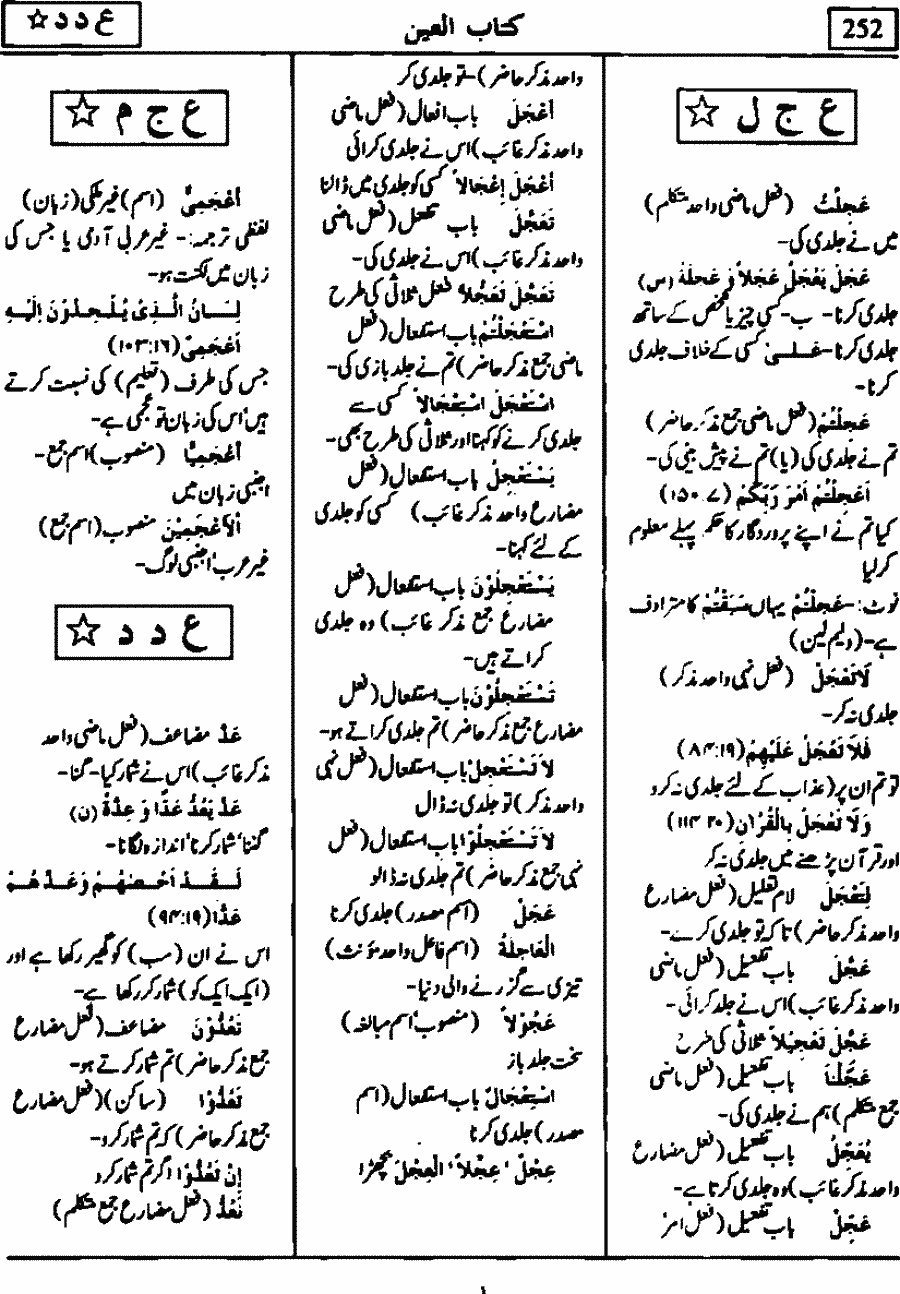 252
كتاب العين
ع د د ☆
ع ج ل ☆
عَجِلْتُ (فعل ماضی واحد متکلم)
میں نے جلدی کی-
عَجِلَ يَعْجَلُ عَجَلاً وَ عَجَلَةً (س)
جلدی کرنا- ب- کسی چیز یا شخص کے ساتھ
جلدی کرنا- عَلیٰ کسی کے خلاف جلدی
کرنا-
عَجِلْتُمْ (فعل ماضی جمع مذکر حاضر)
تم نے جلدی کی (یا) تم نے پیش بینی کی-
اَعَجِلْتُمْ اَمْرَ رَبِّكُمْ (۷-۱۵۰)
کیا تم نے اپنے پروردگار کا حکم پہلے معلوم
کر لیا
نوٹ:- عَجِلْتُمْ یہاں سَبَقْتُمْ کا مترادف
ہے- (ولیم لین)
لاَتَعْجَلْ (فعل نہی واحد مذکر)
جلدی نہ کر-
فَلاَ تَعْجَلْ عَلَيْهِمْ (۸۴:۱۹)
تو تم ان پر (عذاب کے لئے جلدی نہ کرو
وَلاَ تَعْجَلْ بِالْقُرْاٰنِ (۲۰-۱۱۴)
اور قرآن پڑھنے میں جلدی نہ کر
لِتَعْجَلَ لام تعلیل (فعل مضارع
واحد مذکر حاضر) تاکہ تو جلدی کرے-
عَجَّلَ باب تفعیل (فعل ماضی
واحد مذکر غائب) اس نے جلد کرائی-
عَجَّلَ تَعْجِيْلاً ثلاثی کی طرح
عَجَّلْنَا باب تفعیل (فعل ماضی
جمع متکلم) ہم نے جلدی کی-
يُعَجِّلُ باب تفعیل (فعل مضارع
واحد مذکر غائب) وہ جلدی کرتا ہے-
عَجِّلْ باب تفعیل (فعل امر
واحد مذکر حاضر)- تو جلدی کر
اَعْجَلَ باب افعال (فعل ماضی
واحد مذکر غائب) اس نے جلدی کرائی
اَعْجَلَ اِعْجَالاً کسی کو جلدی میں ڈالنا
تَعَجَّلَ باب تفعل (فعل ماضی
واحد مذکر غائب) اس نے جلدی کی-
تَعَجَّلَ تَعَجُّلاً فعل ثلاثی کی طرح
اسْتَعْجَلْتُمْ باب استفعال (فعل
ماضی جمع مذکر حاضر) تم نے جلد بازی کی-
اسْتَعْجَلَ اسْتِعْجَالاً کسی سے
جلدی کرنے کو کہنا اور ثلاثی کی طرح بھی-
يَسْتَعْجِلُ باب استفعال (فعل
مضارع واحد مذکر غائب) کسی کو جلدی
کے لئے کہنا-
يَسْتَعْجِلُوْنَ باب استفعال (فعل
مضارع جمع مذکر غائب) وہ جلدی
کراتے ہیں-
تَسْتَعْجِلُوْنَ باب استفعال (فعل
مضارع جمع مذکر حاضر) تم جلدی کراتے ہو-
لاَ تَسْتَعْجِلْ باب استفعال (فعل نہی
واحد مذکر) تو جلدی نہ ڈال
لاَ تَسْتَعْجِلُوْا باب استفعال (فعل
نہی جمع مذکر حاضر) تم جلدی نہ ڈالو
عَجَلٌ (اسم مصدر) جلدی کرنا
الْعَاجِلَةُ (اسم فاعل واحد مؤنث)
تیزی سے گزرنے والی دنیا-
عَجُوْلاً (منصوب' اسم مبالغہ)
سخت جلد باز
اسْتِعْجَالٌ باب استفعال (اسم
مصدر) جلدی کرنا
عِجْلٌ' عِجْلاً' الْعِجْلَ بچھڑا
ع ج م ☆
اَعْجَمِيٌّ (اسم) غیر ملکی (زبان)
لفظی ترجمہ:- غیر عربی آدمی یا جس کی
زبان میں لکنت ہو-
لِسَانُ الَّذِیْ يُلْحِدُوْنَ اِلَيْهِ
اَعْجَمِيٌّ (۱۰۳:۱۶)
جس کی طرف (تعلیم) کی نسبت کرتے
ہیں' اس کی زبان تو عجمی ہے-
اَعْجَمِيًّا (منصوب) اسم جمع-
اجنبی زبان میں
الْاَعْجَمِيْنَ منصوب (اسم جمع)
غیر عرب' اجنبی لوگ-
ع د د ☆
عَدَّ مضاعف (فعل ماضی واحد
مذکر غائب) اس نے شمار کیا- گنا-
عَدَّ يَعُدُّ عَدًّا وَ عِدَّةً (ن)
گننا' شمار کرنا' اندازہ لگانا-
لَقَدْ اَحْصٰهُمْ وَعَدَّهُمْ
عَدًّا (۹۴:۱۹)
اس نے ان (سب) کو گھیر رکھا ہے اور
(ایک ایک کو) شمار کر رکھا ہے-
تَعُدُّوْنَ مضاعف (فعل مضارع
جمع مذکر حاضر) تم شمار کرتے ہو-
تَعُدُّوْا (ساکن) (فعل مضارع
جمع مذکر حاضر) کہ تم شمار کرو-
اِنْ تَعُدُّوْا اگر تم شمار کرو
نَعُدُّ (فعل مضارع جمع متکلم)
۱